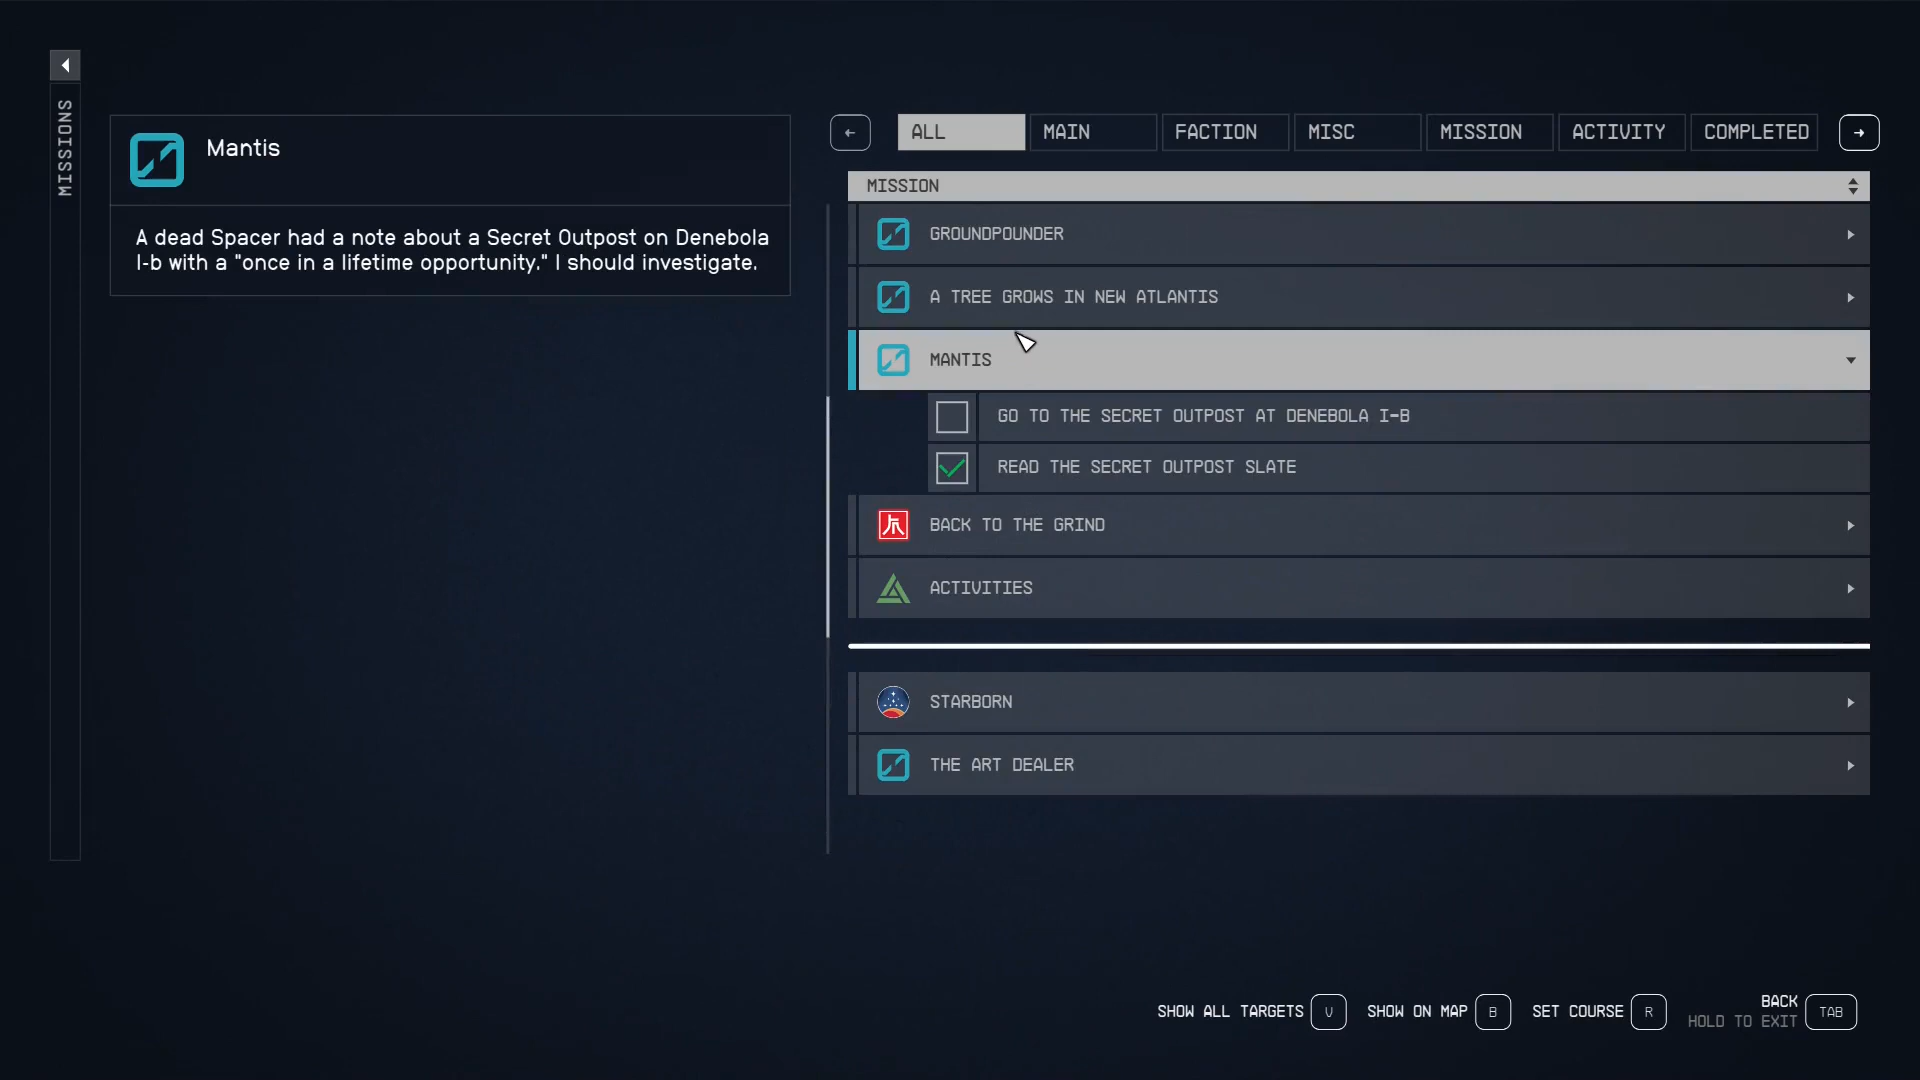 MISSIONS
Mantis
A dead Spacer had a note about a Secret Outpost on Denebola
I-b with a "once in a lifetime opportunity." I should investigate.
ALL
MAIN
FACTION
MISC
MISSION
ACTIVITY
COMPLETED
MISSION
GROUNDPOUNDER
A TREE GROWS IN NEW ATLANTIS
MANTIS
GO TO THE SECRET OUTPOST AT DENEBOLA I-B
READ THE SECRET OUTPOST SLATE
BACK TO THE GRIND
ACTIVITIES
STARBORN
THE ART DEALER
SHOW ALL TARGETS V
SHOW ON MAP B
SET COURSE R
BACK
HOLD TO EXIT
TAB